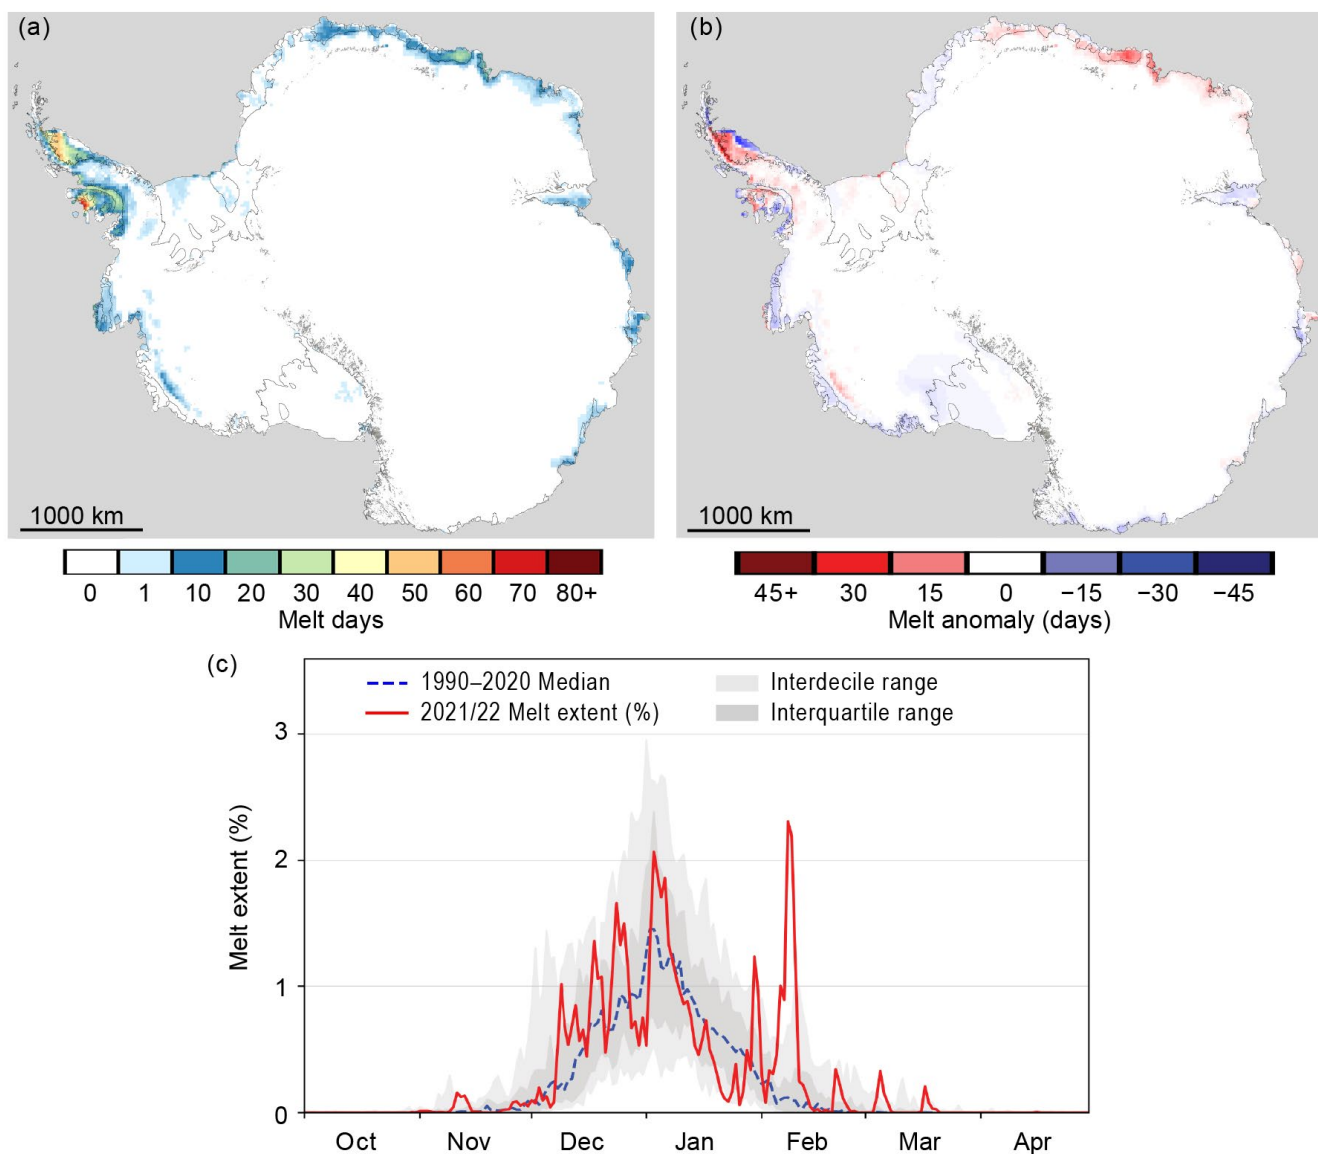 (a)
(b)
1000 km
1000 km
0 1 10 20 30 40 50 60 70 80+
Melt days
45+ 30 15 0 −15 −30 −45
Melt anomaly (days)
(c)
1990–2020 Median
2021/22 Melt extent (%)
Interdecile range
Interquartile range
Melt extent (%)
3
2
1
0
Oct Nov Dec Jan Feb Mar Apr